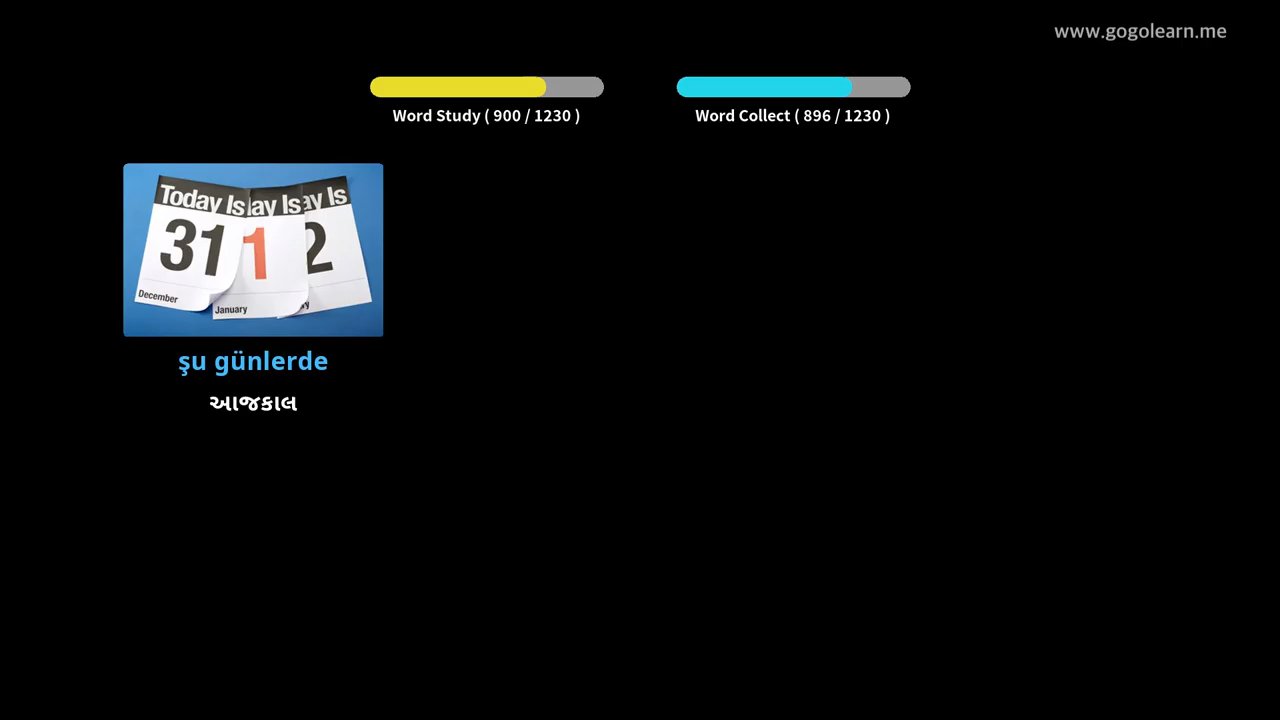 www.gogolearn.me
Word Study ( 900 / 1230 )
Word Collect ( 896 / 1230 )
Today Is
ay Is
ay Is
31
1
2
December
January
şu günlerde
આજકાલ